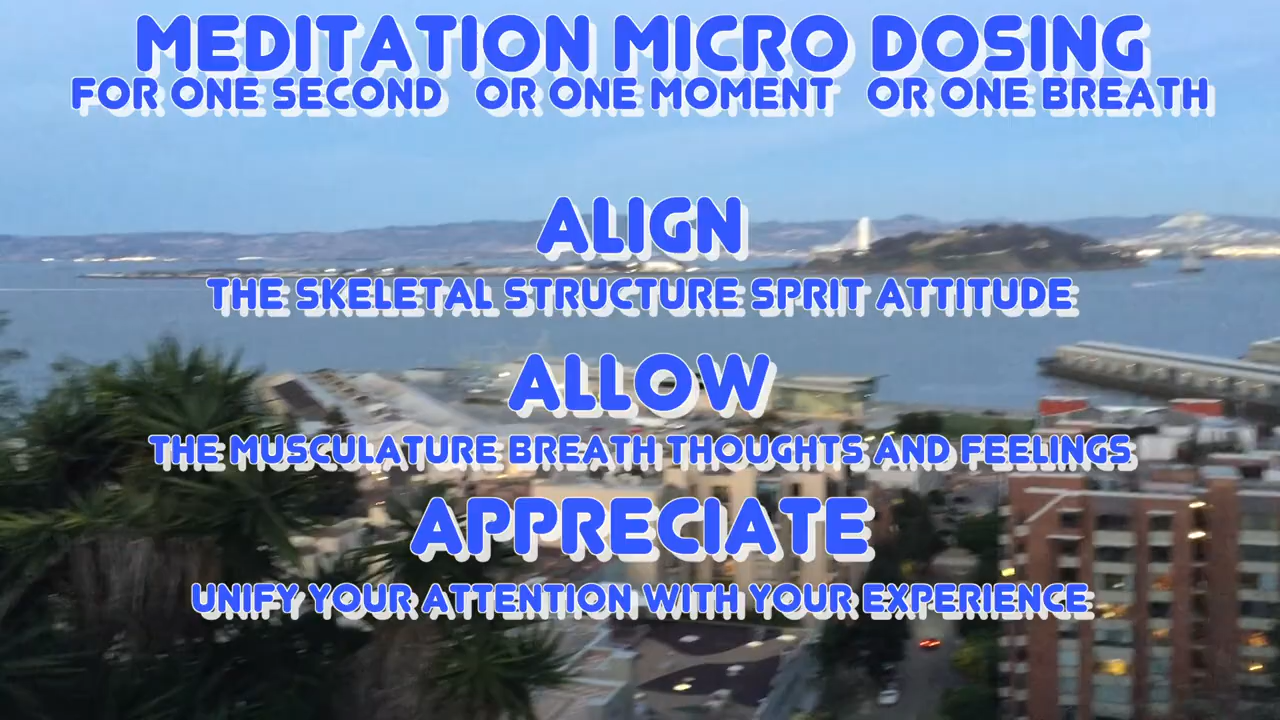 MEDITATION MICRO DOSING
FOR ONE SECOND OR ONE MOMENT OR ONE BREATH
ALIGN
THE SKELETAL STRUCTURE SPRIT ATTITUDE
ALLOW
THE MUSCULATURE BREATH THOUGHTS AND FEELINGS
APPRECIATE
UNIFY YOUR ATTENTION WITH YOUR EXPERIENCE